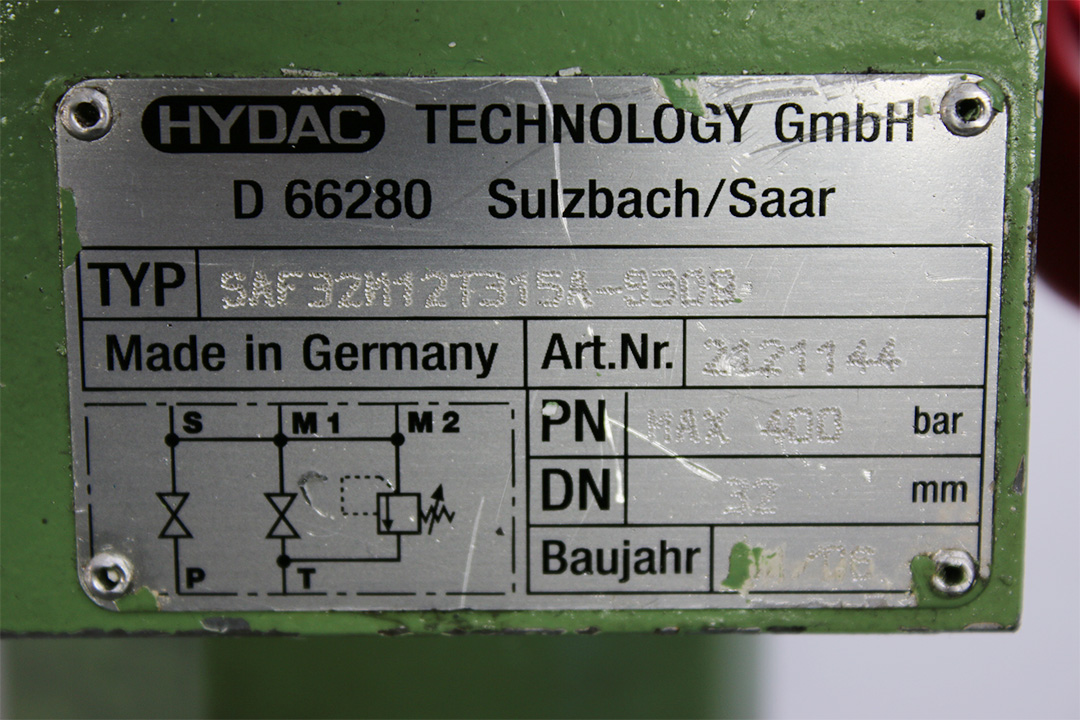 HYDAC TECHNOLOGY GmbH
D 66280 Sulzbach/Saar
TYP SAF32M12T315A-930B
Made in Germany Art.Nr. 2121144
S M1 M2
PN MAX 400 bar
DN 32 mm
P T
Baujahr